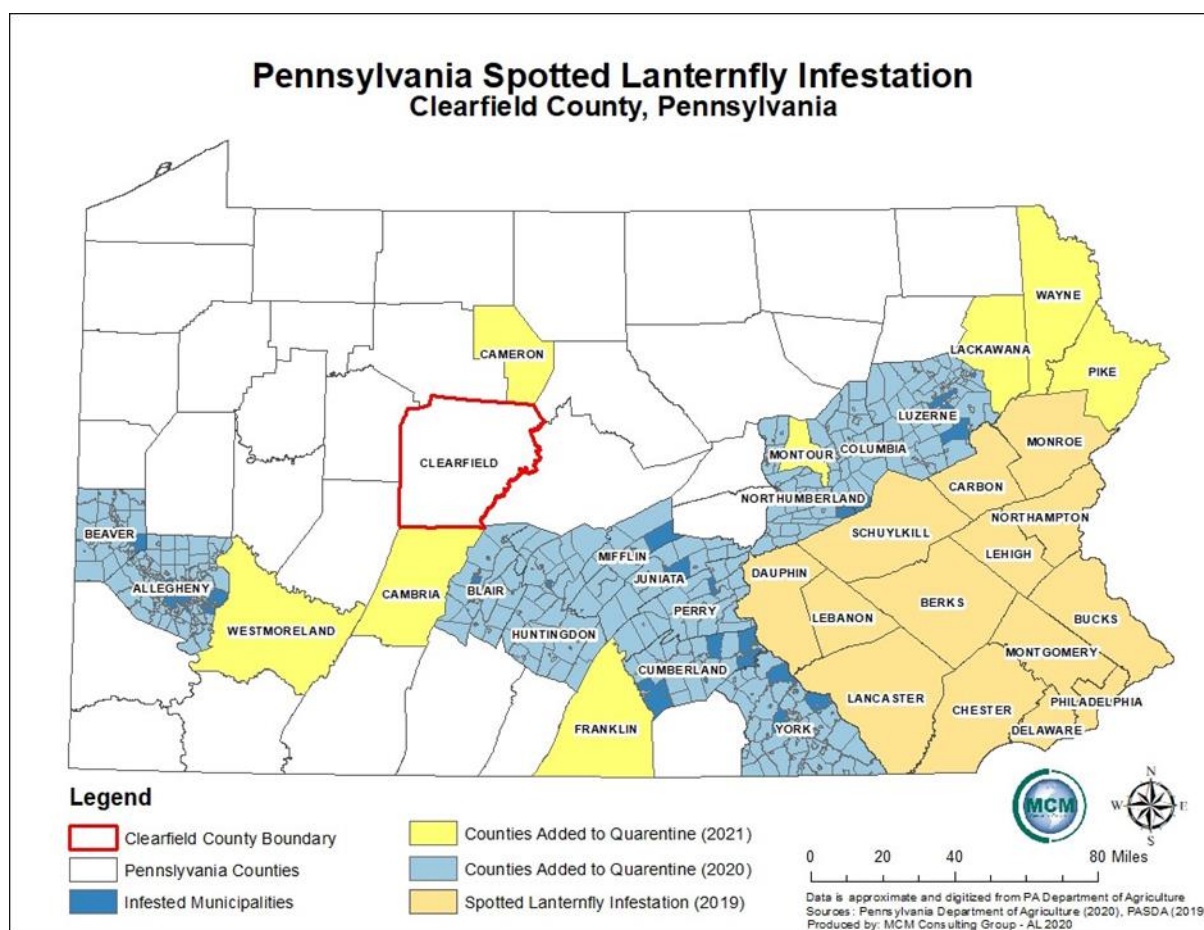 Pennsylvania Spotted Lanternfly Infestation
Clearfield County, Pennsylvania
WAYNE
LACKAWANA
CAMERON
PIKE
LUZERNE
MONROE
CLEARFIELD
MONTOUR
COLUMBIA
CARBON
NORTHUMBERLAND
NORTHAMPTON
BEAVER
SCHUYLKILL
MIFFLIN
LEHIGH
DAUPHIN
JUNIATA
ALLEGHENY
CAMBRIA
BLAIR
PERRY
BERKS
LEBANON
BUCKS
WESTMORELAND
HUNTINGDON
MONTGOMERY
CUMBERLAND
LANCASTER
PHILADELPHIA
CHESTER
FRANKLIN
YORK
DELAWARE
Legend
Clearfield County Boundary
Pennslyvania Counties
Infested Municipalities
Counties Added to Quarentine (2021)
Counties Added to Quarentine (2020)
Spotted Lanternfly Infestation (2019)
MCM
N
W
E
S
0 20 40 80 Miles
Data is approximate and digitized from PA Department of Agriculture
Sources: Pennsylvania Department of Agriculture (2020), PASDA (2019
Produced by: MCM Consulting Group - AL 2020